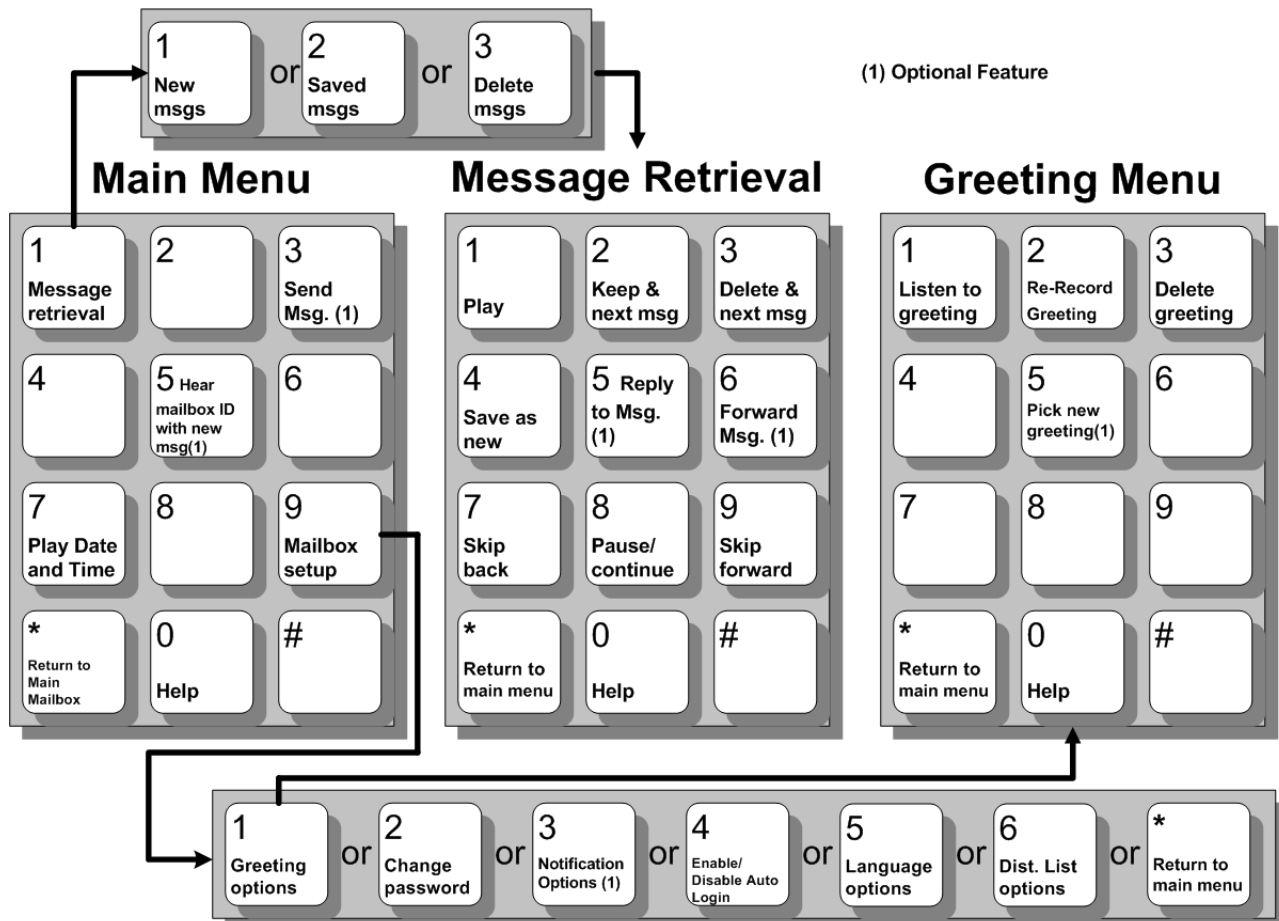 1
New
msgs
or
2
Saved
msgs
or
3
Delete
msgs
(1) Optional Feature
Main Menu
1
Message
retrieval
2
3
Send
Msg. (1)
4
5 Hear
mailbox ID
with new
msg(1)
6
7
Play Date
and Time
8
9
Mailbox
setup
*
Return to
Main
Mailbox
0
Help
#
Message Retrieval
1
Play
2
Keep &
next msg
3
Delete &
next msg
4
Save as
new
5 Reply
to Msg.
(1)
6
Forward
Msg. (1)
7
Skip
back
8
Pause/
continue
9
Skip
forward
*
Return to
main menu
0
Help
#
Greeting Menu
1
Listen to
greeting
2
Re-Record
Greeting
3
Delete
greeting
4
5
Pick new
greeting(1)
6
7
8
9
*
Return to
main menu
0
Help
#
1
Greeting
options
or
2
Change
password
or
3
Notification
Options (1)
or
4
Enable/
Disable Auto
Login
or
5
Language
options
or
6
Dist. List
options
or
*
Return to
main menu